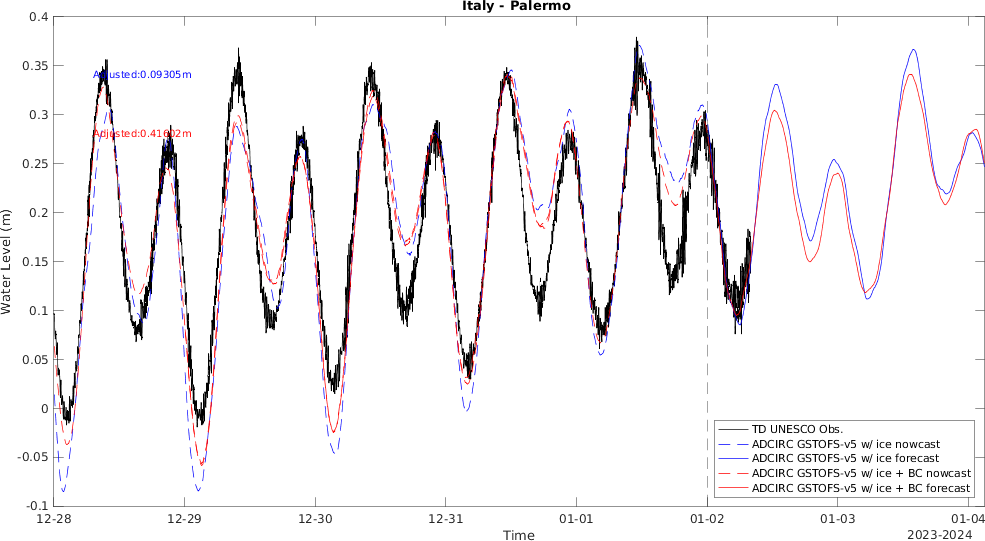 Italy - Palermo
0.4
0.35
0.3
0.25
0.2
0.15
0.1
0.05
0
-0.05
-0.1
Water Level (m)
Adjusted:0.09305m
Adjusted:0.41602m
TD UNESCO Obs.
ADCIRC GSTOFS-v5 w/ ice nowcast
ADCIRC GSTOFS-v5 w/ ice forecast
ADCIRC GSTOFS-v5 w/ ice + BC nowcast
ADCIRC GSTOFS-v5 w/ ice + BC forecast
12-28 12-29 12-30 12-31 01-01 01-02 01-03 01-04
Time
2023-2024